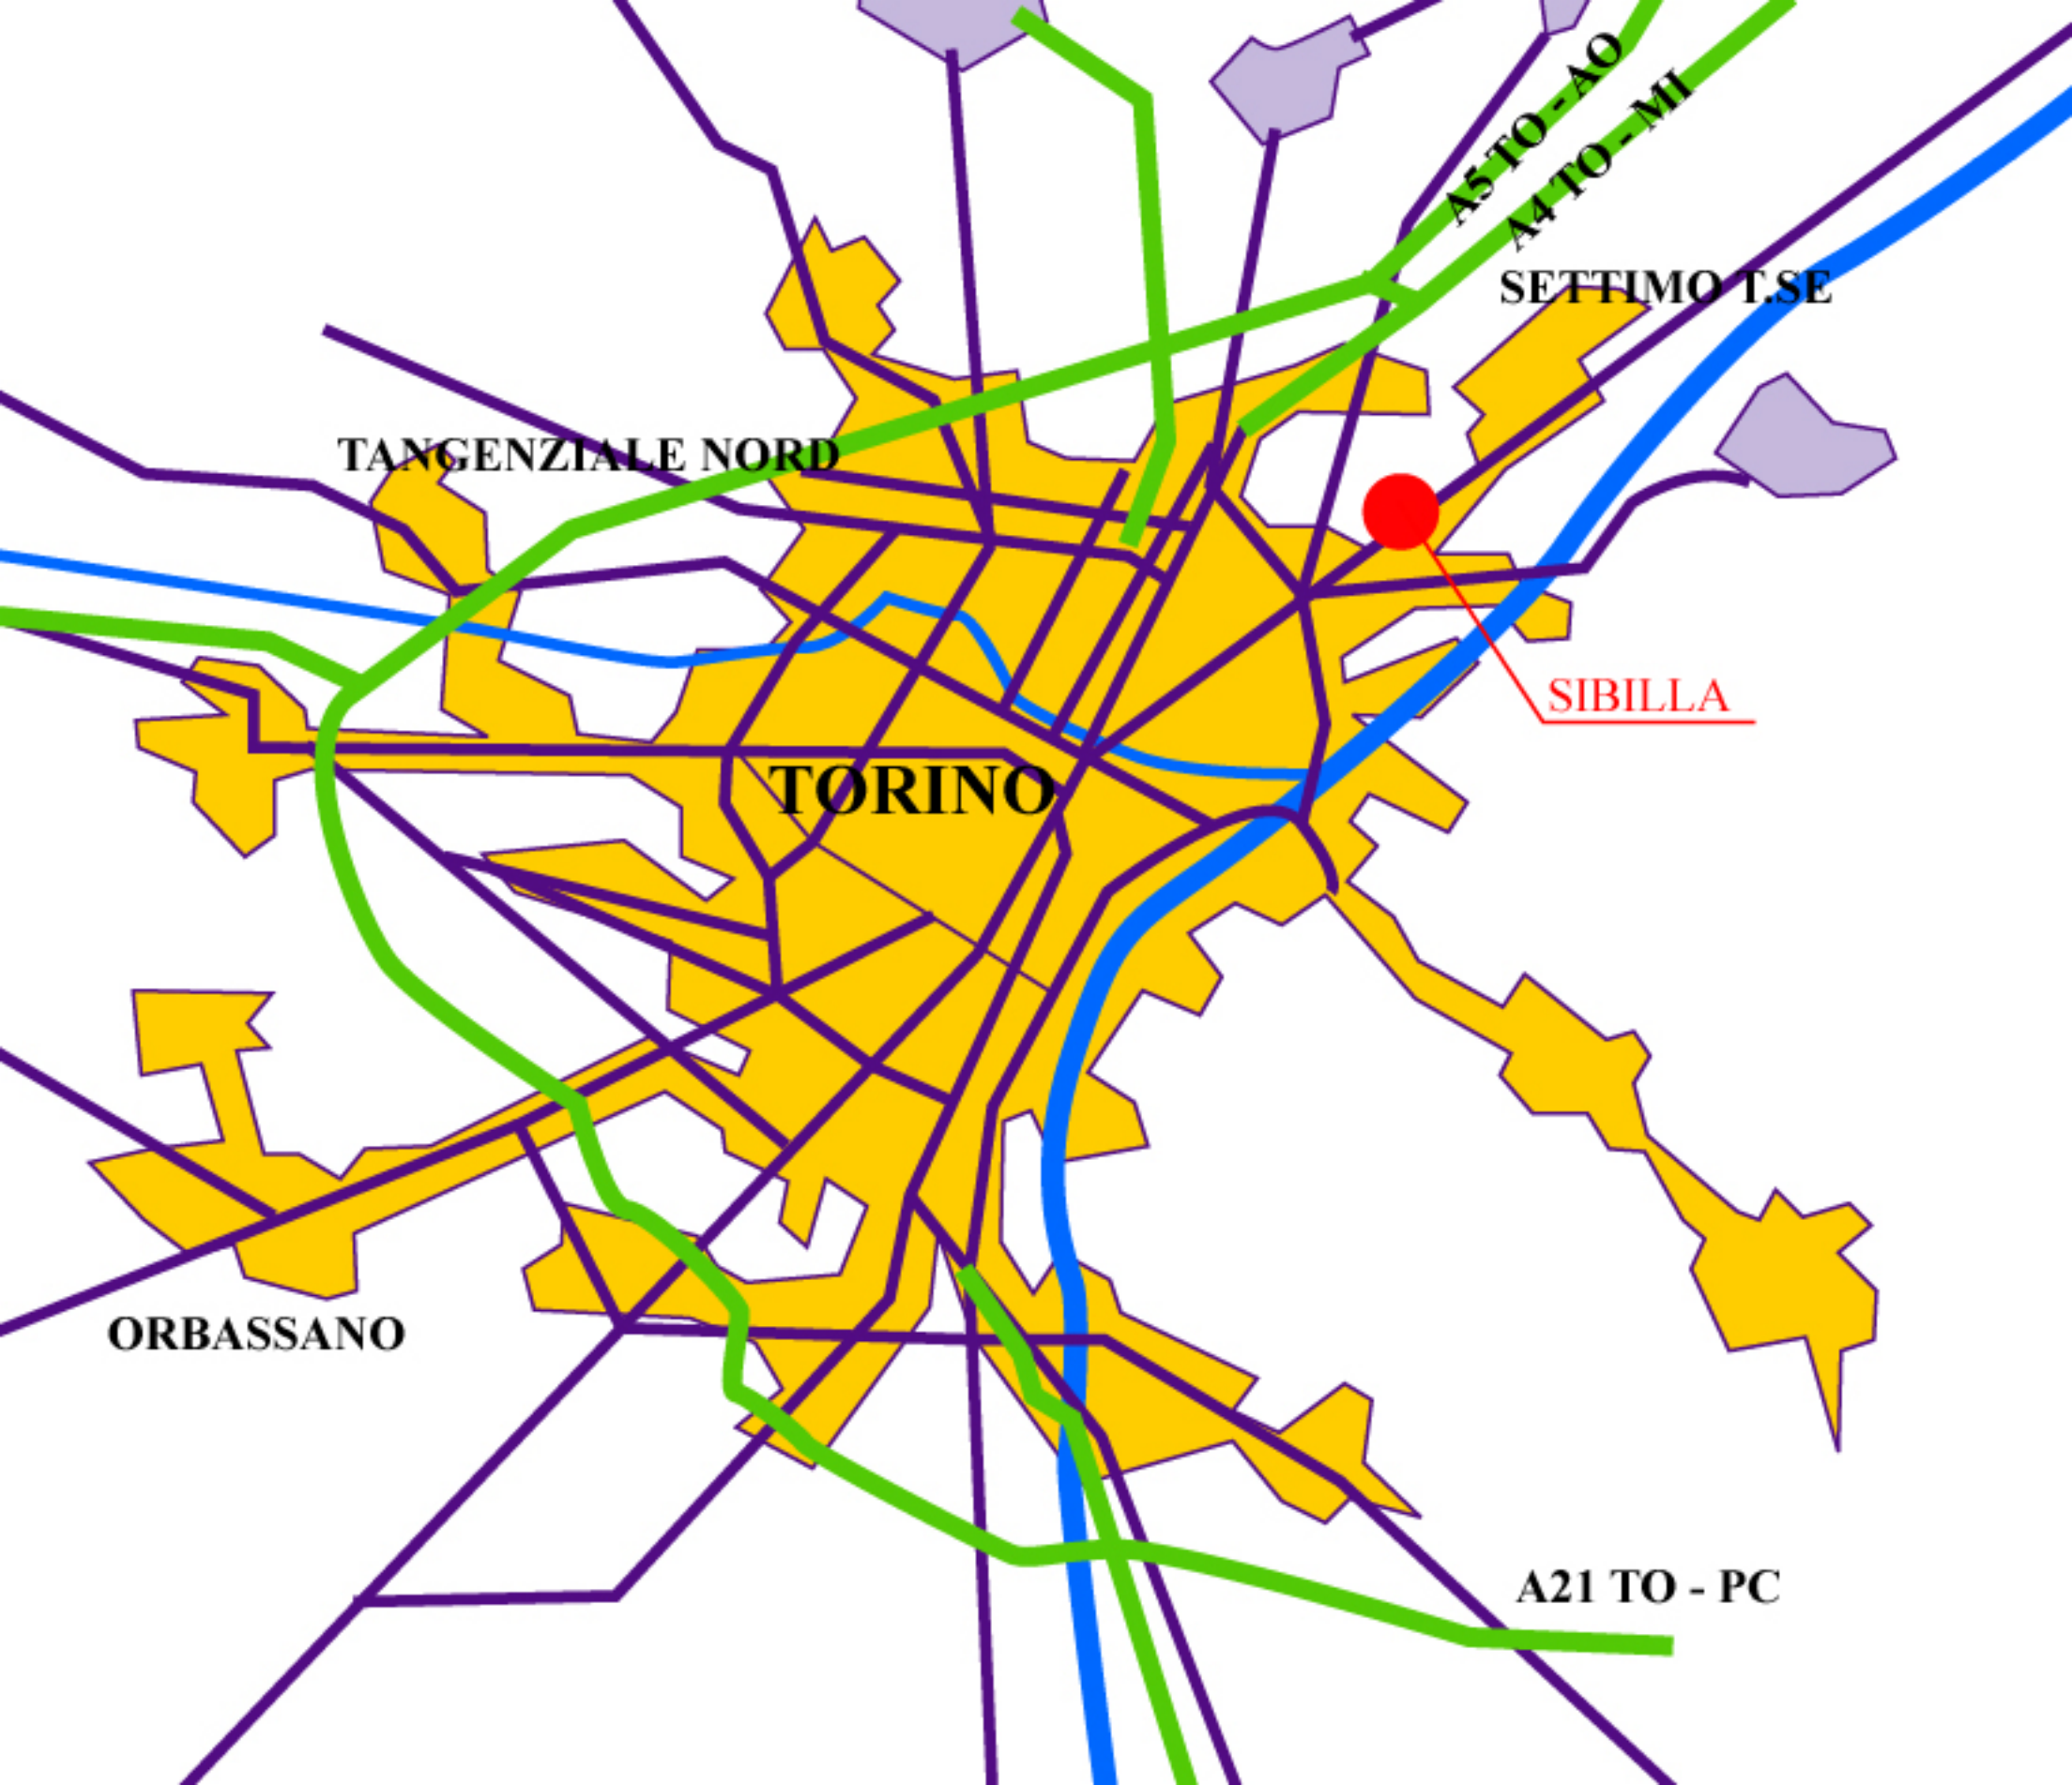 A5 TO - AO
A4 TO - MI
SETTIMO T.SE
TANGENZIALE NORD
SIBILLA
TORINO
ORBASSANO
A21 TO - PC